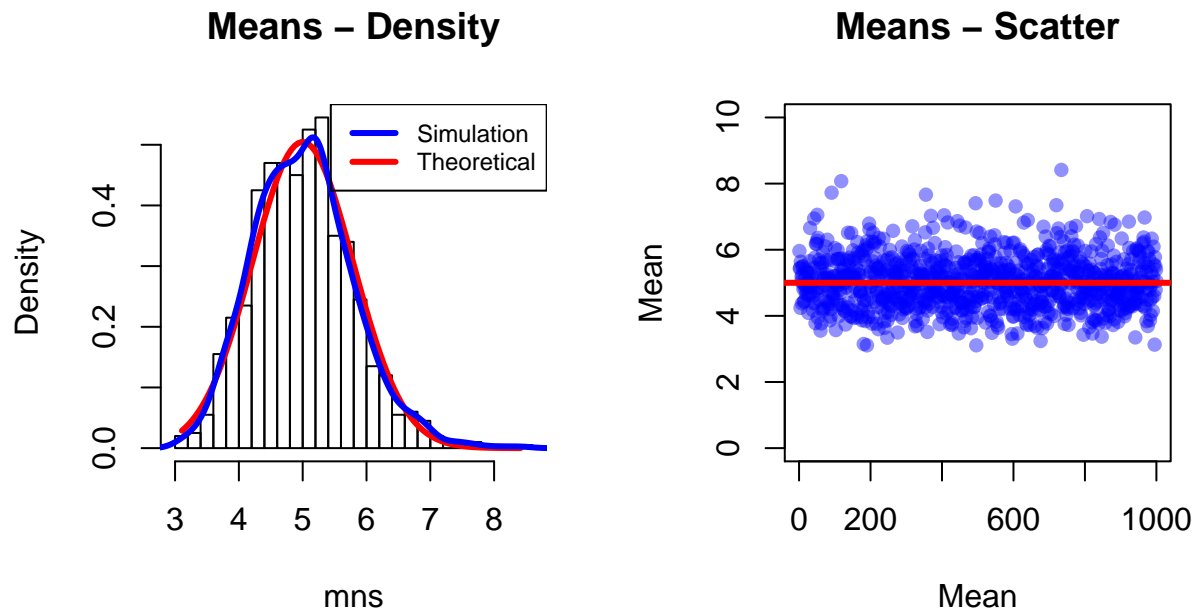 Means – Density
Density
0.0
0.2
0.4
3 4 5 6 7 8
mns
Simulation
Theoretical
Means – Scatter
Mean
0
2
4
6
8
10
0 200 600 1000
Mean